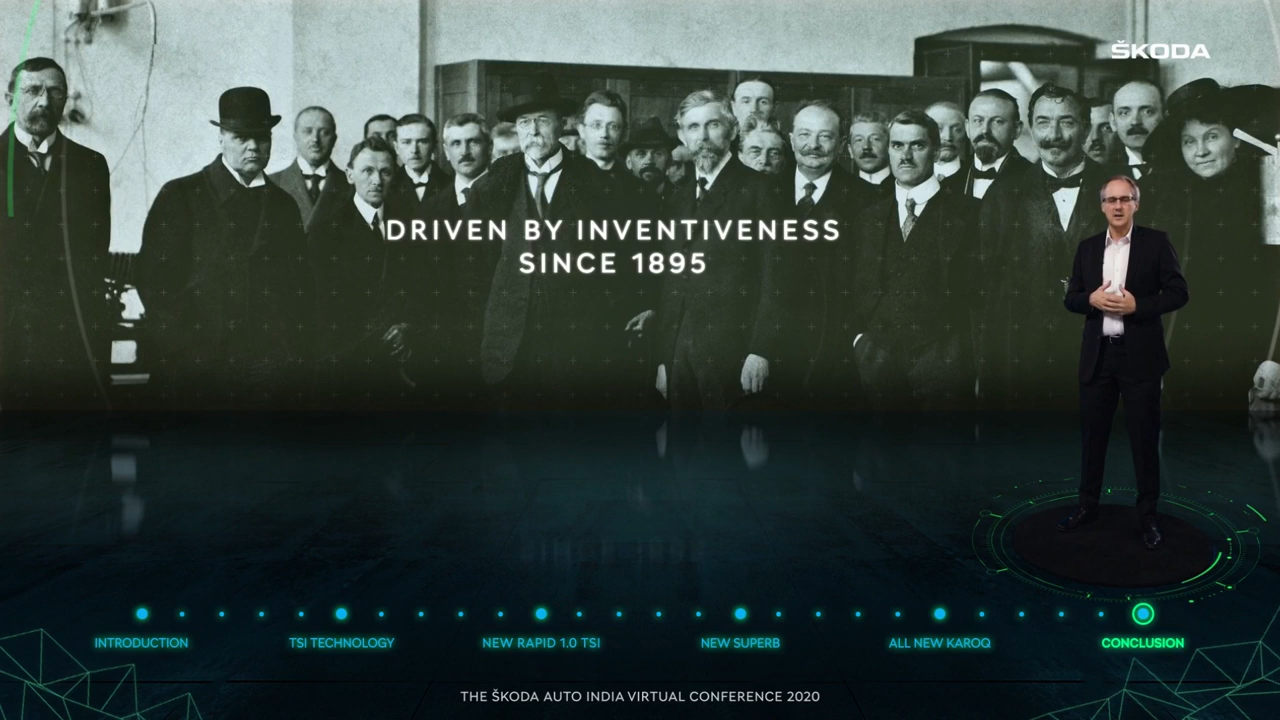 ŠKODA
DRIVEN BY INVENTIVENESS
SINCE 1895
INTRODUCTION
TSI TECHNOLOGY
NEW RAPID 1.0 TSI
NEW SUPERB
ALL NEW KAROQ
CONCLUSION
THE ŠKODA AUTO INDIA VIRTUAL CONFERENCE 2020